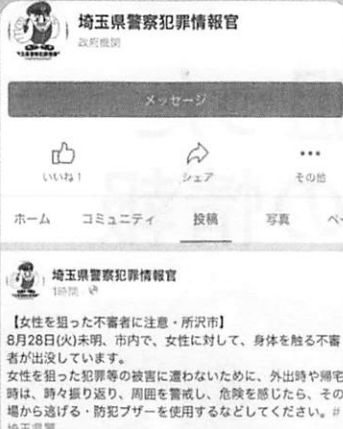 埼玉県警察犯罪情報官
政府機関
メッセージ
いいね！
シェア
その他
ホーム コミュニティ 投稿 写真 ペー
埼玉県警察犯罪情報官
1時間
【女性を狙った不審者に注意・所沢市】
8月28日(火)未明、市内で、女性に対して、身体を触る不審
者が出没しています。
女性を狙った犯罪等の被害に遭わないために、外出時や帰宅
時は、時々振り返り、周囲を警戒し、危険を感じたら、その
場から逃げる・防犯ブザーを使用するなどしてください。#
埼玉県警